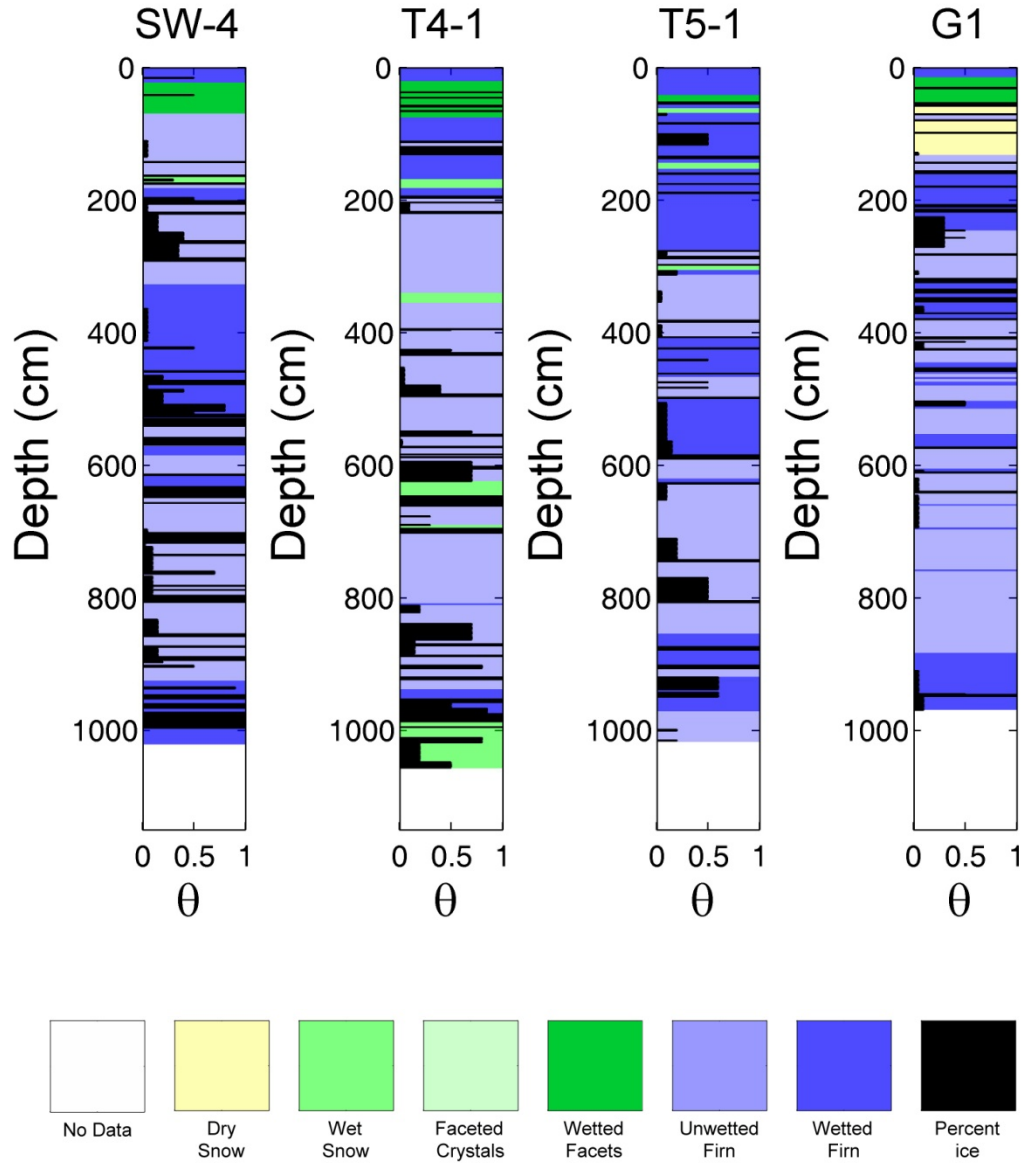 SW-4 T4-1 T5-1 G1
0 0 0 0
200 200 200 200
400 400 400 400
600 600 600 600
800 800 800 800
1000 1000 1000 1000
Depth (cm) Depth (cm) Depth (cm) Depth (cm)
0 0.5 1 0 0.5 1 0 0.5 1 0 0.5 1
θ θ θ θ
No Data Dry Wet Faceted Wetted Unwetted Wetted Percent
Snow Snow Crystals Facets Firn Firn ice